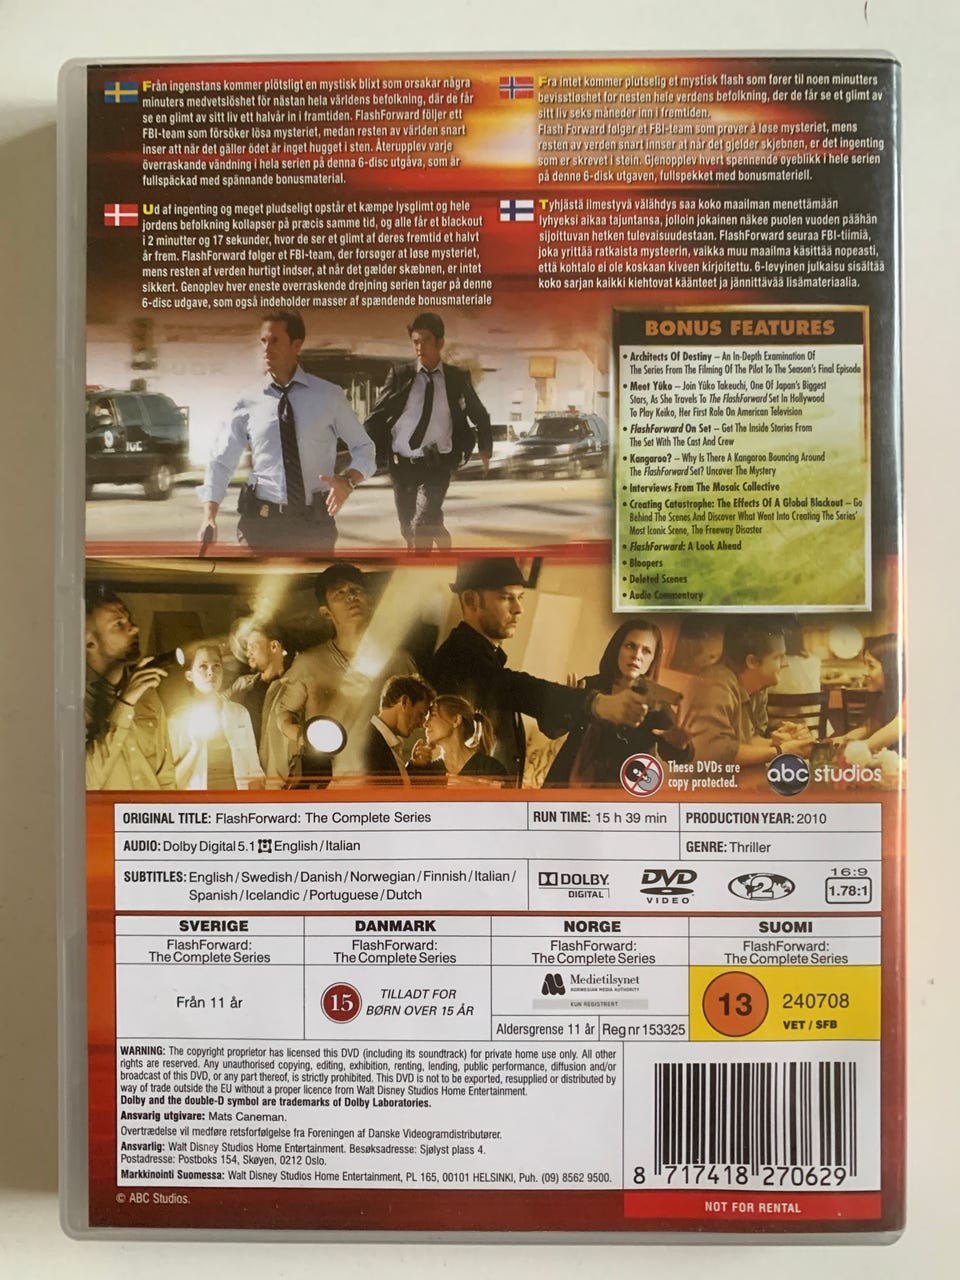 Från ingenstans kommer plötsligt en mystisk blixt som orsakar några
minuters medvetslöshet för nästan hela världens befolkning, där de får
se en glimt av sitt liv ett halvår in i framtiden. FlashForward följer ett
FBI-team som försöker lösa mysteriet, medan resten av världen snart
inser att när det gäller ödet är inget hugget i sten. Återupplev varje
överraskande vändning i hela serien på denna 6-disc utgåva, som är
fullspäckad med spännande bonusmaterial.
Fra intet kommer plutselig et mystisk flash som fører til noen minutters
bevisstløshet for nesten hele verdens befolkning, der de får se et glimt av
sitt liv seks måneder inn i fremtiden.
Flash Forward følger et FBI-team som prøver å løse mysteriet, mens
resten av verden snart innser at når det gjelder skjebnen, er det ingenting
som er skrevet i stein. Gjenopplev hvert spennende øyeblikk i hele serien
på denne 6-disk utgaven, fullspekket med bonusmateriell.
Ud af ingenting og meget pludseligt opstår et kæmpe lysglimt og hele
jordens befolkning kollapser på præcis samme tid, og alle får et blackout
i 2 minutter og 17 sekunder, hvor de ser et glimt af deres fremtid et halvt
år frem. FlashForward følger et FBI-team, der forsøger at løse mysteriet,
mens resten af verden hurtigt indser, at når det gælder skæbnen, er intet
sikkert. Genoplev hver eneste overraskende drejning serien tager på denne
6-disc udgave, som også indeholder masser af spændende bonusmateriale
Tyhjästä ilmestyvä välähdys saa koko maailman menettämään
lyhyeksi aikaa tajuntansa, jolloin jokainen näkee puolen vuoden päähän
sijoittuvan hetken tulevaisuudestaan. FlashForward seuraa FBI-tiimiä,
joka yrittää ratkaista mysteerin, vaikka muu maailma käsittää nopeasti,
että kohtalo ei ole koskaan kiveen kirjoitettu. 6-levyinen julkaisu sisältää
koko sarjan kaikki kiehtovat käänteet ja jännittävää lisämateriaalia.
BONUS FEATURES
• Architects Of Destiny – An In-Depth Examination Of
The Series From The Filming Of The Pilot To The Season's Final Episode
• Meet Yûko – Join Yûko Takeuchi, One Of Japan's Biggest
Stars, As She Travels To The FlashForward Set In Hollywood
To Play Keiko, Her First Role On American Television
• FlashForward On Set – Get The Inside Stories From
The Set With The Cast And Crew
• Kangaroo? – Why Is There A Kangaroo Bouncing Around
The FlashForward Set? Uncover The Mystery
• Interviews From The Mosaic Collective
• Creating Catastrophe: The Effects Of A Global Blackout – Go
Behind The Scenes And Discover What Went Into Creating The Series'
Most Iconic Scene, The Freeway Disaster
• FlashForward: A Look Ahead
• Bloopers
• Deleted Scenes
• Audio Commentary
These DVDs are
copy protected.
abc studios
ORIGINAL TITLE: FlashForward: The Complete Series
RUN TIME: 15 h 39 min
PRODUCTION YEAR: 2010
AUDIO: Dolby Digital 5.1 English / Italian
GENRE: Thriller
SUBTITLES: English / Swedish / Danish / Norwegian / Finnish / Italian /
Spanish / Icelandic / Portuguese / Dutch
DOLBY
DIGITAL
DVD
VIDEO
2
16:9
1.78:1
SVERIGE
FlashForward:
The Complete Series
Från 11 år
DANMARK
FlashForward:
The Complete Series
15
TILLADT FOR
BØRN OVER 15 ÅR
NORGE
FlashForward:
The Complete Series
Medietilsynet
NORWEGIAN MEDIA AUTHORITY
KUN REGISTRERT
Aldersgrense 11 år
Reg nr 153325
SUOMI
FlashForward:
The Complete Series
13
240708
VET / SFB
WARNING: The copyright proprietor has licensed this DVD (including its soundtrack) for private home use only. All other
rights are reserved. Any unauthorised copying, editing, exhibition, renting, lending, public performance, diffusion and/or
broadcast of this DVD, or any part thereof, is strictly prohibited. This DVD is not to be exported, resupplied or distributed by
way of trade outside the EU without a proper licence from Walt Disney Studios Home Entertainment.
Dolby and the double-D symbol are trademarks of Dolby Laboratories.
Ansvarig utgivare: Mats Caneman.
Overtrædelse vil medføre retsforfølgelse fra Foreningen af Danske Videogramdistributører.
Ansvarlig: Walt Disney Studios Home Entertainment. Besøksadresse: Sjølyst plass 4.
Postadresse: Postboks 154, Skøyen, 0212 Oslo.
Markkinointi Suomessa: Walt Disney Studios Home Entertainment, PL 165, 00101 HELSINKI, Puh. (09) 8562 9500.
8 717418 270629
© ABC Studios.
NOT FOR RENTAL